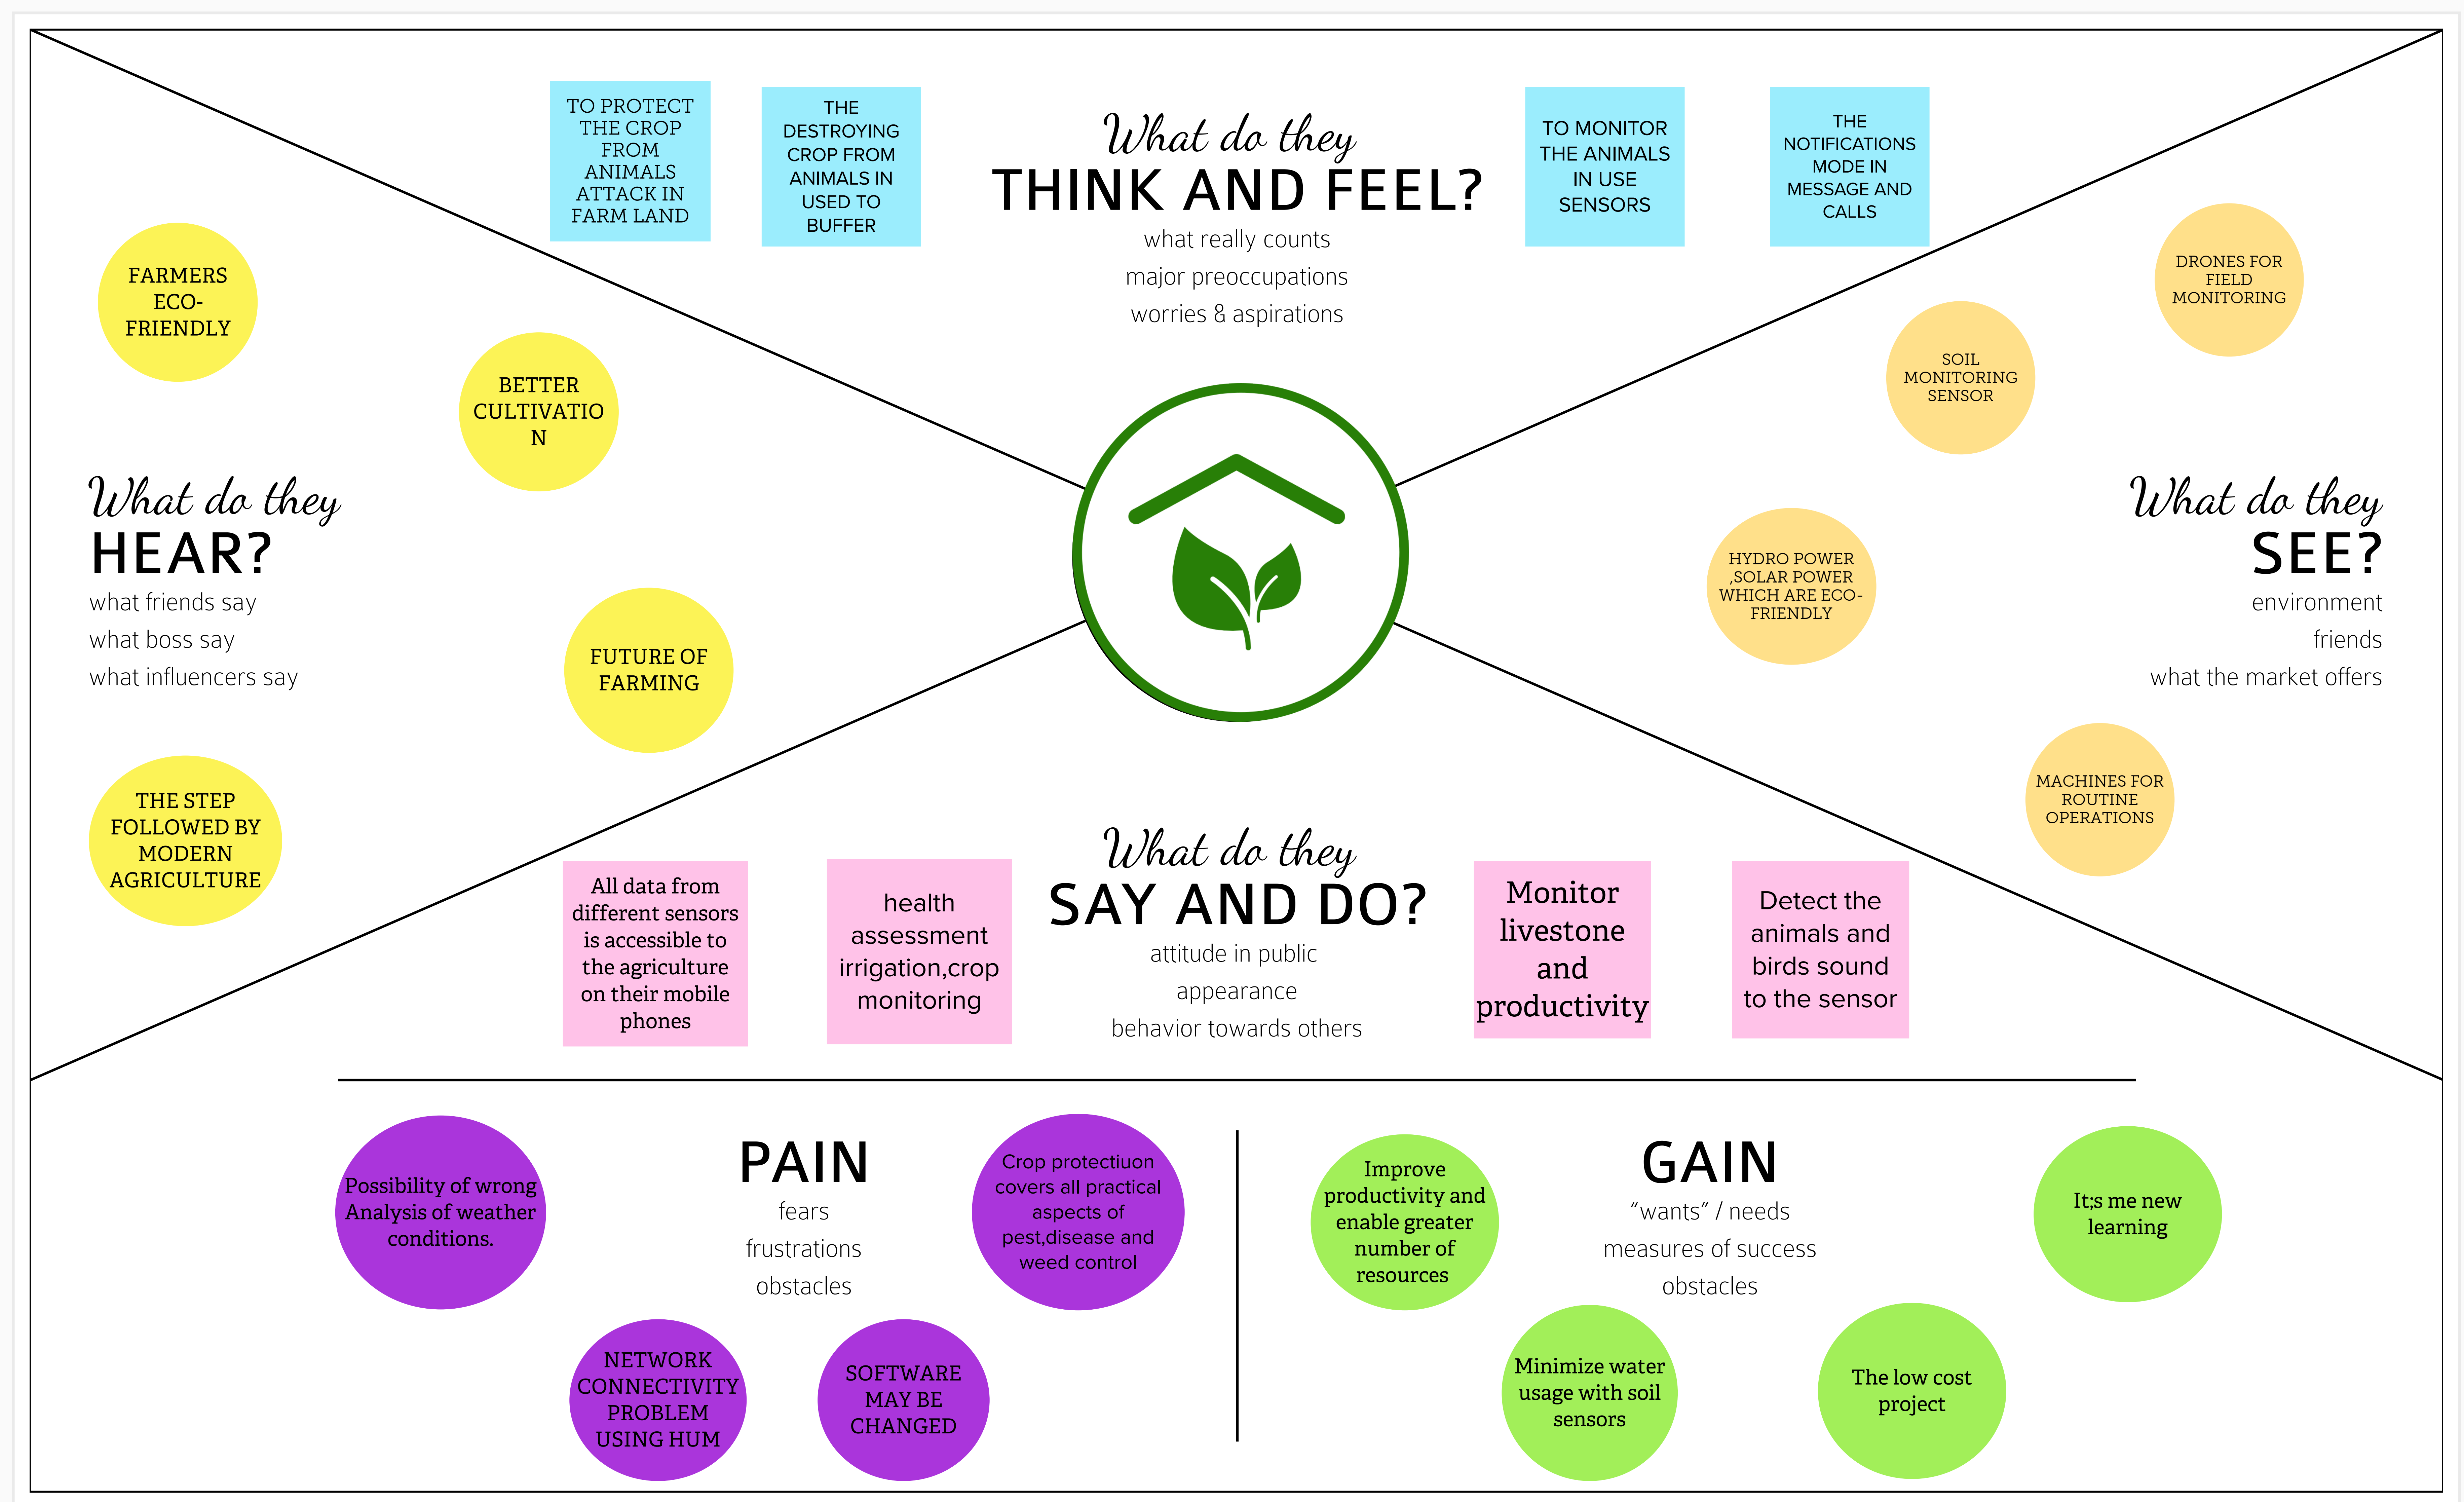 TO PROTECT
THE CROP
FROM
ANIMALS
ATTACK IN
FARM LAND
THE
DESTROYING
CROP FROM
ANIMALS IN
USED TO
BUFFER
What do they
THINK AND FEEL?
what really counts
major preoccupations
worries & aspirations
TO MONITOR
THE ANIMALS
IN USE
SENSORS
THE
NOTIFICATIONS
MODE IN
MESSAGE AND
CALLS
FARMERS
ECO-
FRIENDLY
BETTER
CULTIVATIO
N
What do they
HEAR?
what friends say
what boss say
what influencers say
FUTURE OF
FARMING
THE STEP
FOLLOWED BY
MODERN
AGRICULTURE
DRONES FOR
FIELD
MONITORING
SOIL
MONITORING
SENSOR
HYDRO POWER
,SOLAR POWER
WHICH ARE ECO-
FRIENDLY
What do they
SEE?
environment
friends
what the market offers
MACHINES FOR
ROUTINE
OPERATIONS
All data from
different sensors
is accessible to
the agriculture
on their mobile
phones
health
assessment
irrigation,crop
monitoring
What do they
SAY AND DO?
attitude in public
appearance
behavior towards others
Monitor
livestone
and
productivity
Detect the
animals and
birds sound
to the sensor
Possibility of wrong
Analysis of weather
conditions.
PAIN
fears
frustrations
obstacles
Crop protectiuon
covers all practical
aspects of
pest,disease and
weed control
NETWORK
CONNECTIVITY
PROBLEM
USING HUM
SOFTWARE
MAY BE
CHANGED
Improve
productivity and
enable greater
number of
resources
GAIN
“wants” / needs
measures of success
obstacles
It;s me new
learning
Minimize water
usage with soil
sensors
The low cost
project